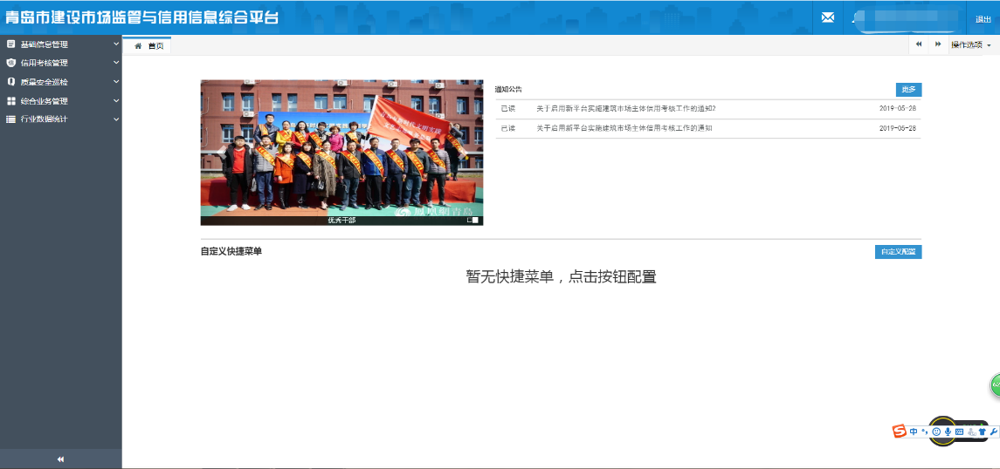 青岛市建设市场监管与信用信息综合平台
退出
基础信息管理
首页
操作选项
信用考核管理
质量安全巡检
综合业务管理
行业数据统计
通知公告
更多
已读 关于启用新平台实施建筑市场主体信用考核工作的通知2 2019-05-28
已读 关于启用新平台实施建筑市场主体信用考核工作的通知 2019-05-28
凤凰網青岛
优秀干部
自定义快捷菜单
自定义配置
暂无快捷菜单，点击按钮配置
中